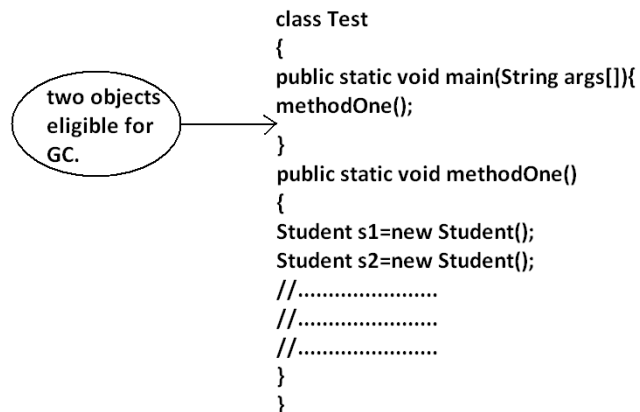 two objects
eligible for
GC.
class Test
{
public static void main(String args[]){
methodOne();
}
public static void methodOne()
{
Student s1=new Student();
Student s2=new Student();
//........................
//........................
//........................
}
}